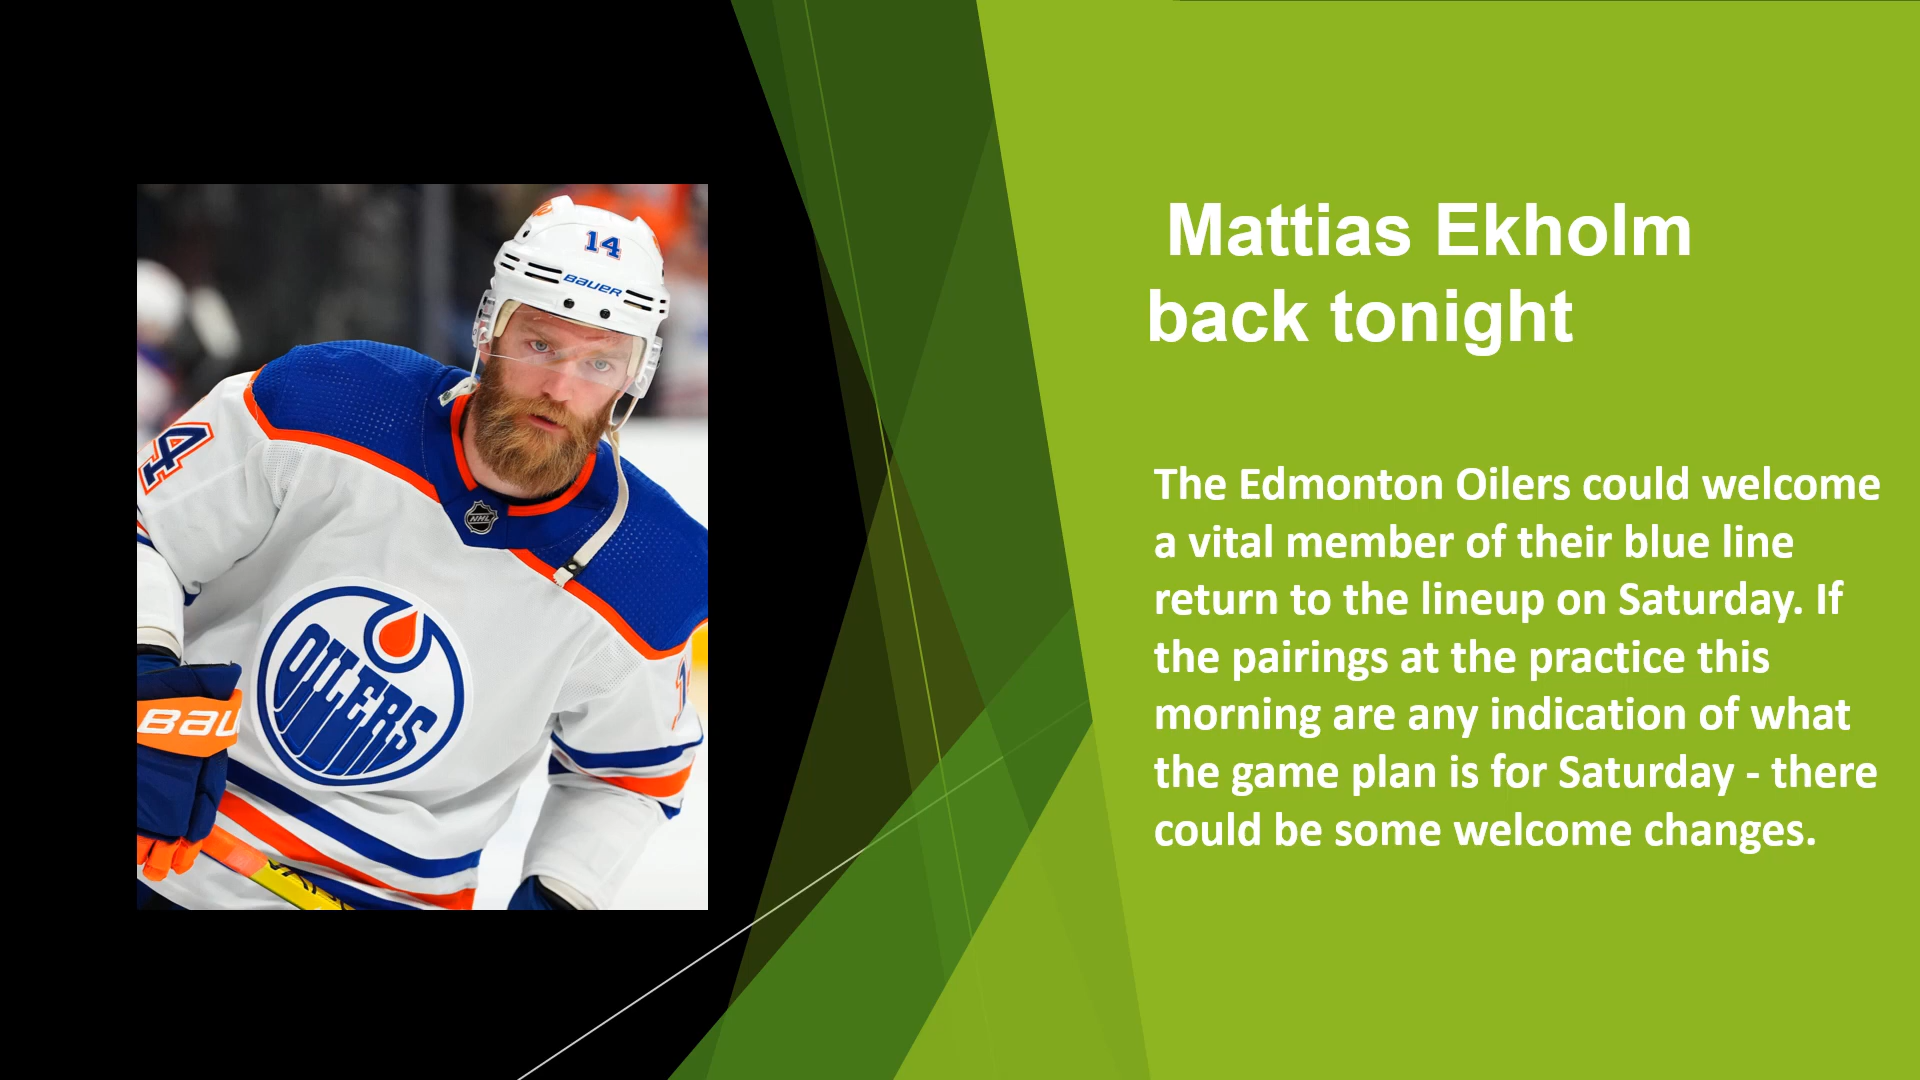 14
BAUER
14
NHL
OILERS
BAU
Mattias Ekholm
back tonight
The Edmonton Oilers could welcome
a vital member of their blue line
return to the lineup on Saturday. If
the pairings at the practice this
morning are any indication of what
the game plan is for Saturday - there
could be some welcome changes.